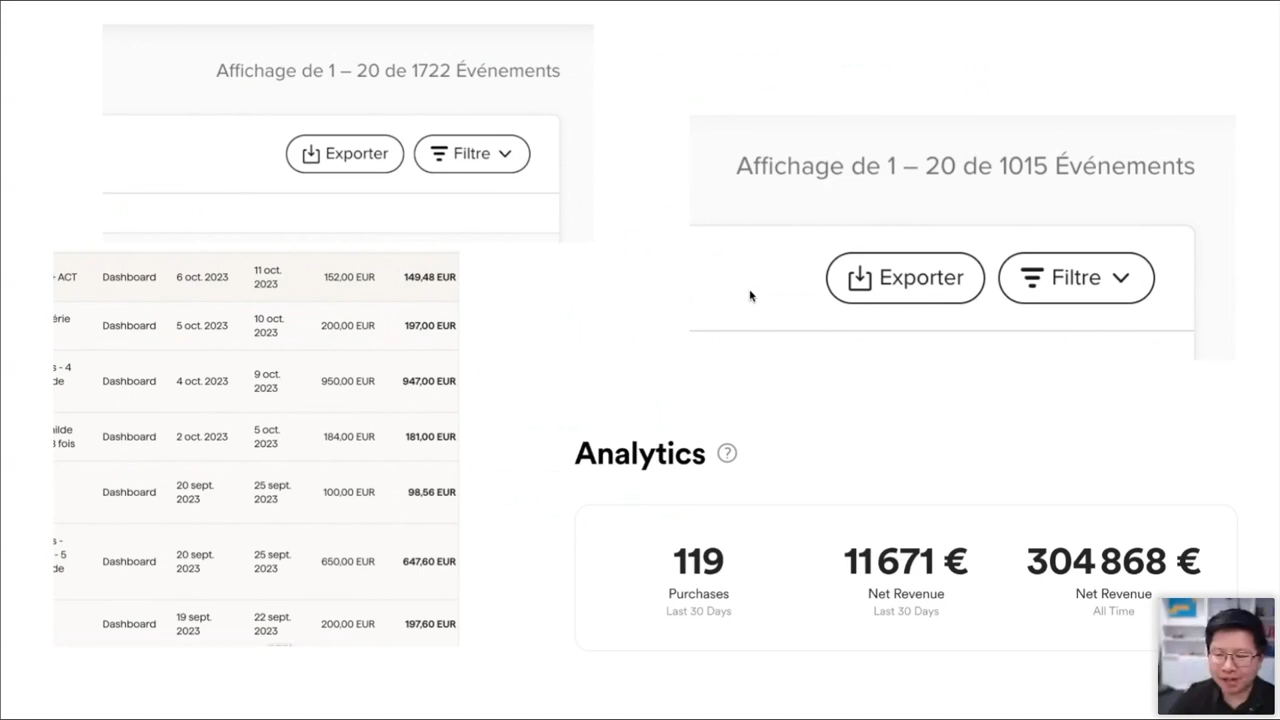 Affichage de 1 – 20 de 1722 Événements
Exporter
Filtre
Affichage de 1 – 20 de 1015 Événements
Exporter
Filtre
- ACT Dashboard 6 oct. 2023 11 oct. 2023 152,00 EUR 149,48 EUR
érie Dashboard 5 oct. 2023 10 oct. 2023 200,00 EUR 197,00 EUR
s - 4 de Dashboard 4 oct. 2023 9 oct. 2023 950,00 EUR 947,00 EUR
ilde 3 fois Dashboard 2 oct. 2023 5 oct. 2023 184,00 EUR 181,00 EUR
Dashboard 20 sept. 2023 25 sept. 2023 100,00 EUR 98,56 EUR
s - - 5 de Dashboard 20 sept. 2023 25 sept. 2023 650,00 EUR 647,60 EUR
Dashboard 19 sept. 2023 22 sept. 2023 200,00 EUR 197,60 EUR
Analytics ?
119 11 671 € 304 868 €
Purchases Net Revenue Net Revenue
Last 30 Days Last 30 Days All Time